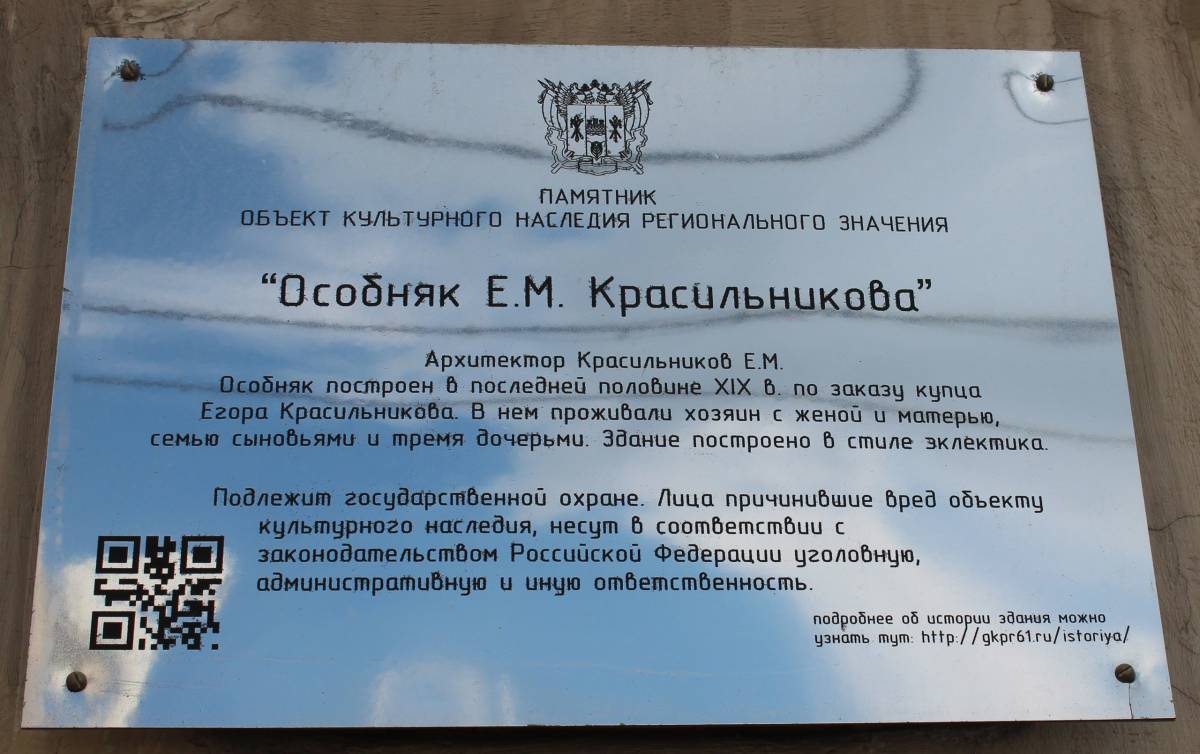 ПАМЯТНИК
ОБЪЕКТ КУЛЬТУРНОГО НАСЛЕДИЯ РЕГИОНАЛЬНОГО ЗНАЧЕНИЯ
“Особняк Е.М. Красильникова”
Архитектор Красильников Е.М.
Особняк построен в последней половине XIX в. по заказу купца
Егора Красильникова. В нем проживали хозяин с женой и матерью,
семью сыновьями и тремя дочерьми. Здание построено в стиле эклектика.
Подлежит государственной охране. Лица причинившие вред объекту
культурного наследия, несут в соответствии с
законодательством Российской Федерации уголовную,
административную и иную ответственность.
подробнее об истории здания можно
узнать тут: http://gkpr61.ru/istoriya/